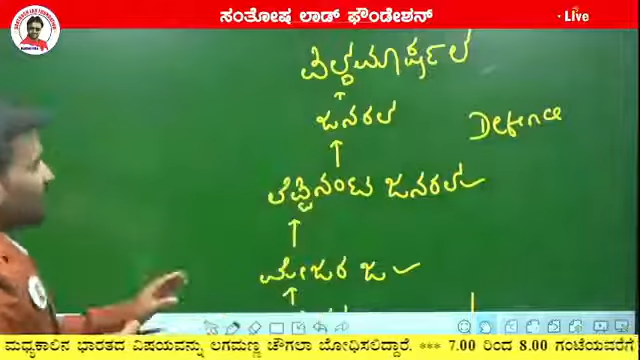 ಸಂತೋಷ ಲಾಡ್ ಫೌಂಡೇಶನ್
Live
ಫಿಲ್ಡಮಾರ್ಷಲ
ಜನರಲ
Defence
ಲೆಪ್ಟಿನಂಟ ಜನರಲ
ಮೇಜರ ಜ
ಮಧ್ಯಕಾಲಿನ ಭಾರತದ ವಿಷಯವನ್ನು ಲಗಮಣ್ಣ ಚೌಗಲಾ ಬೋಧಿಸಲಿದ್ದಾರೆ. *** 7.00 ರಿಂದ 8.00 ಗಂಟೆಯವರೆಗೆ